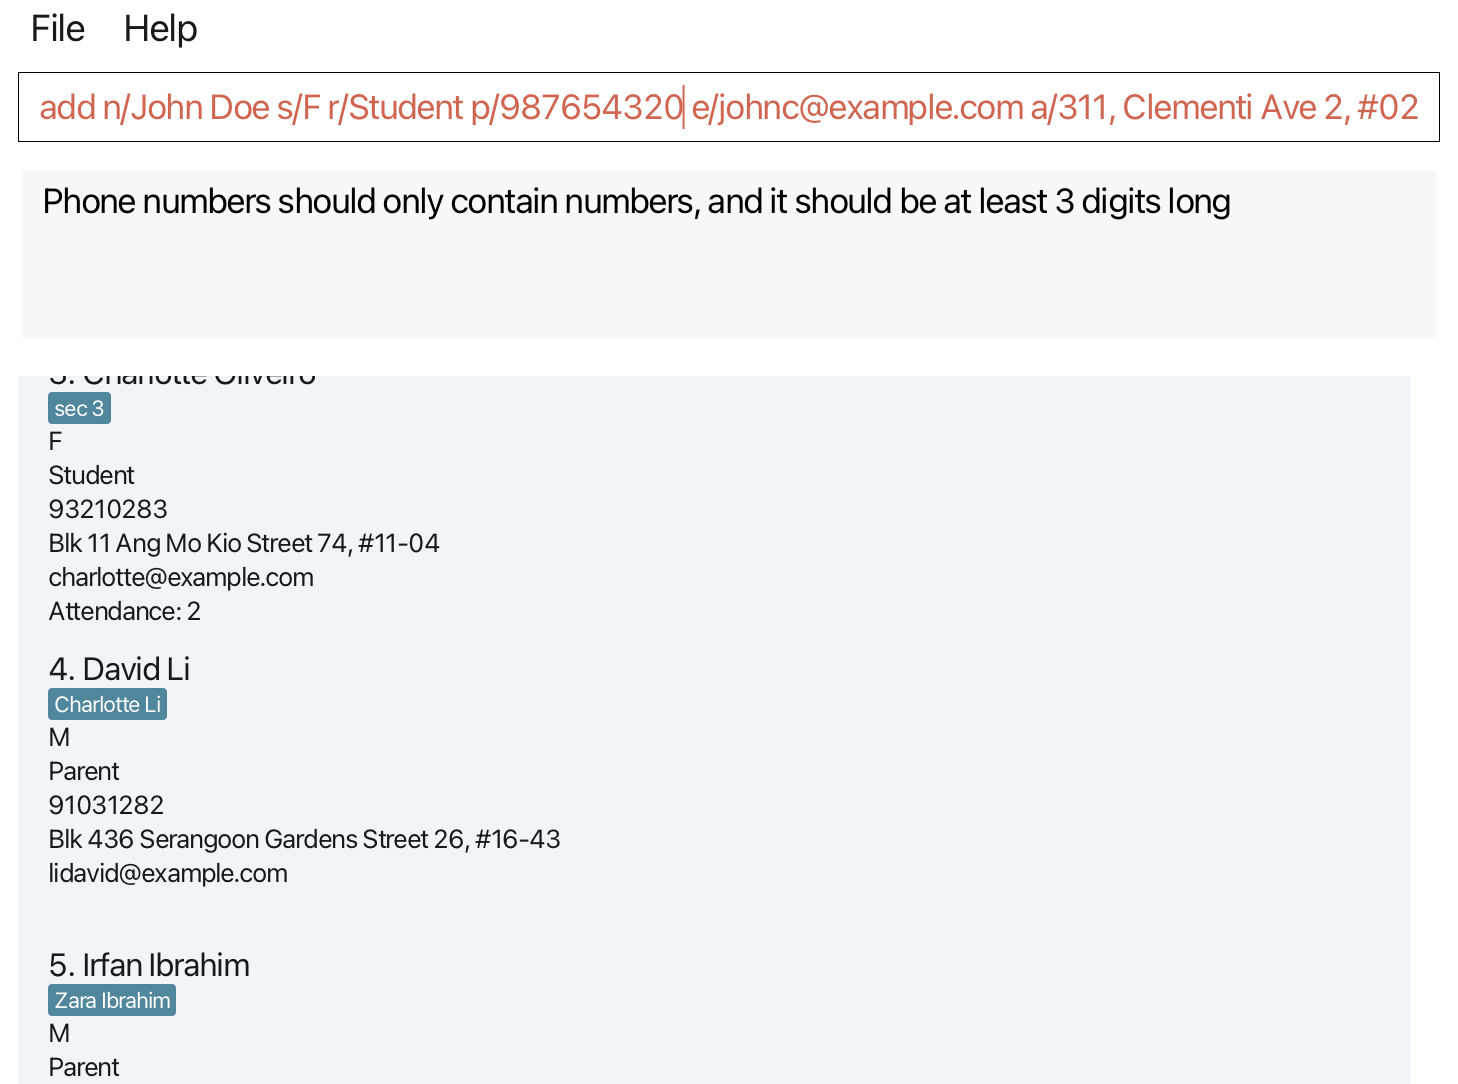 File Help
add n/John Doe s/F r/Student p/987654320 e/johnc@example.com a/311, Clementi Ave 2, #02
Phone numbers should only contain numbers, and it should be at least 3 digits long
3. Charlotte Oliveiro
sec 3
F
Student
93210283
Blk 11 Ang Mo Kio Street 74, #11-04
charlotte@example.com
Attendance: 2
4. David Li
Charlotte Li
M
Parent
91031282
Blk 436 Serangoon Gardens Street 26, #16-43
lidavid@example.com
5. Irfan Ibrahim
Zara Ibrahim
M
Parent